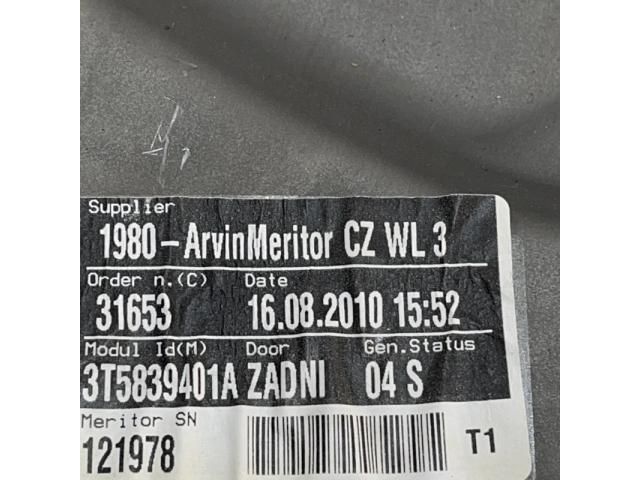 Supplier
1980-ArvinMeritor CZ WL 3
Order n.(C) Date
31653 16.08.2010 15:52
Modul Id(M) Door Gen.Status
3T5839401A ZADNI 04 S
Meritor SN
121978 T1